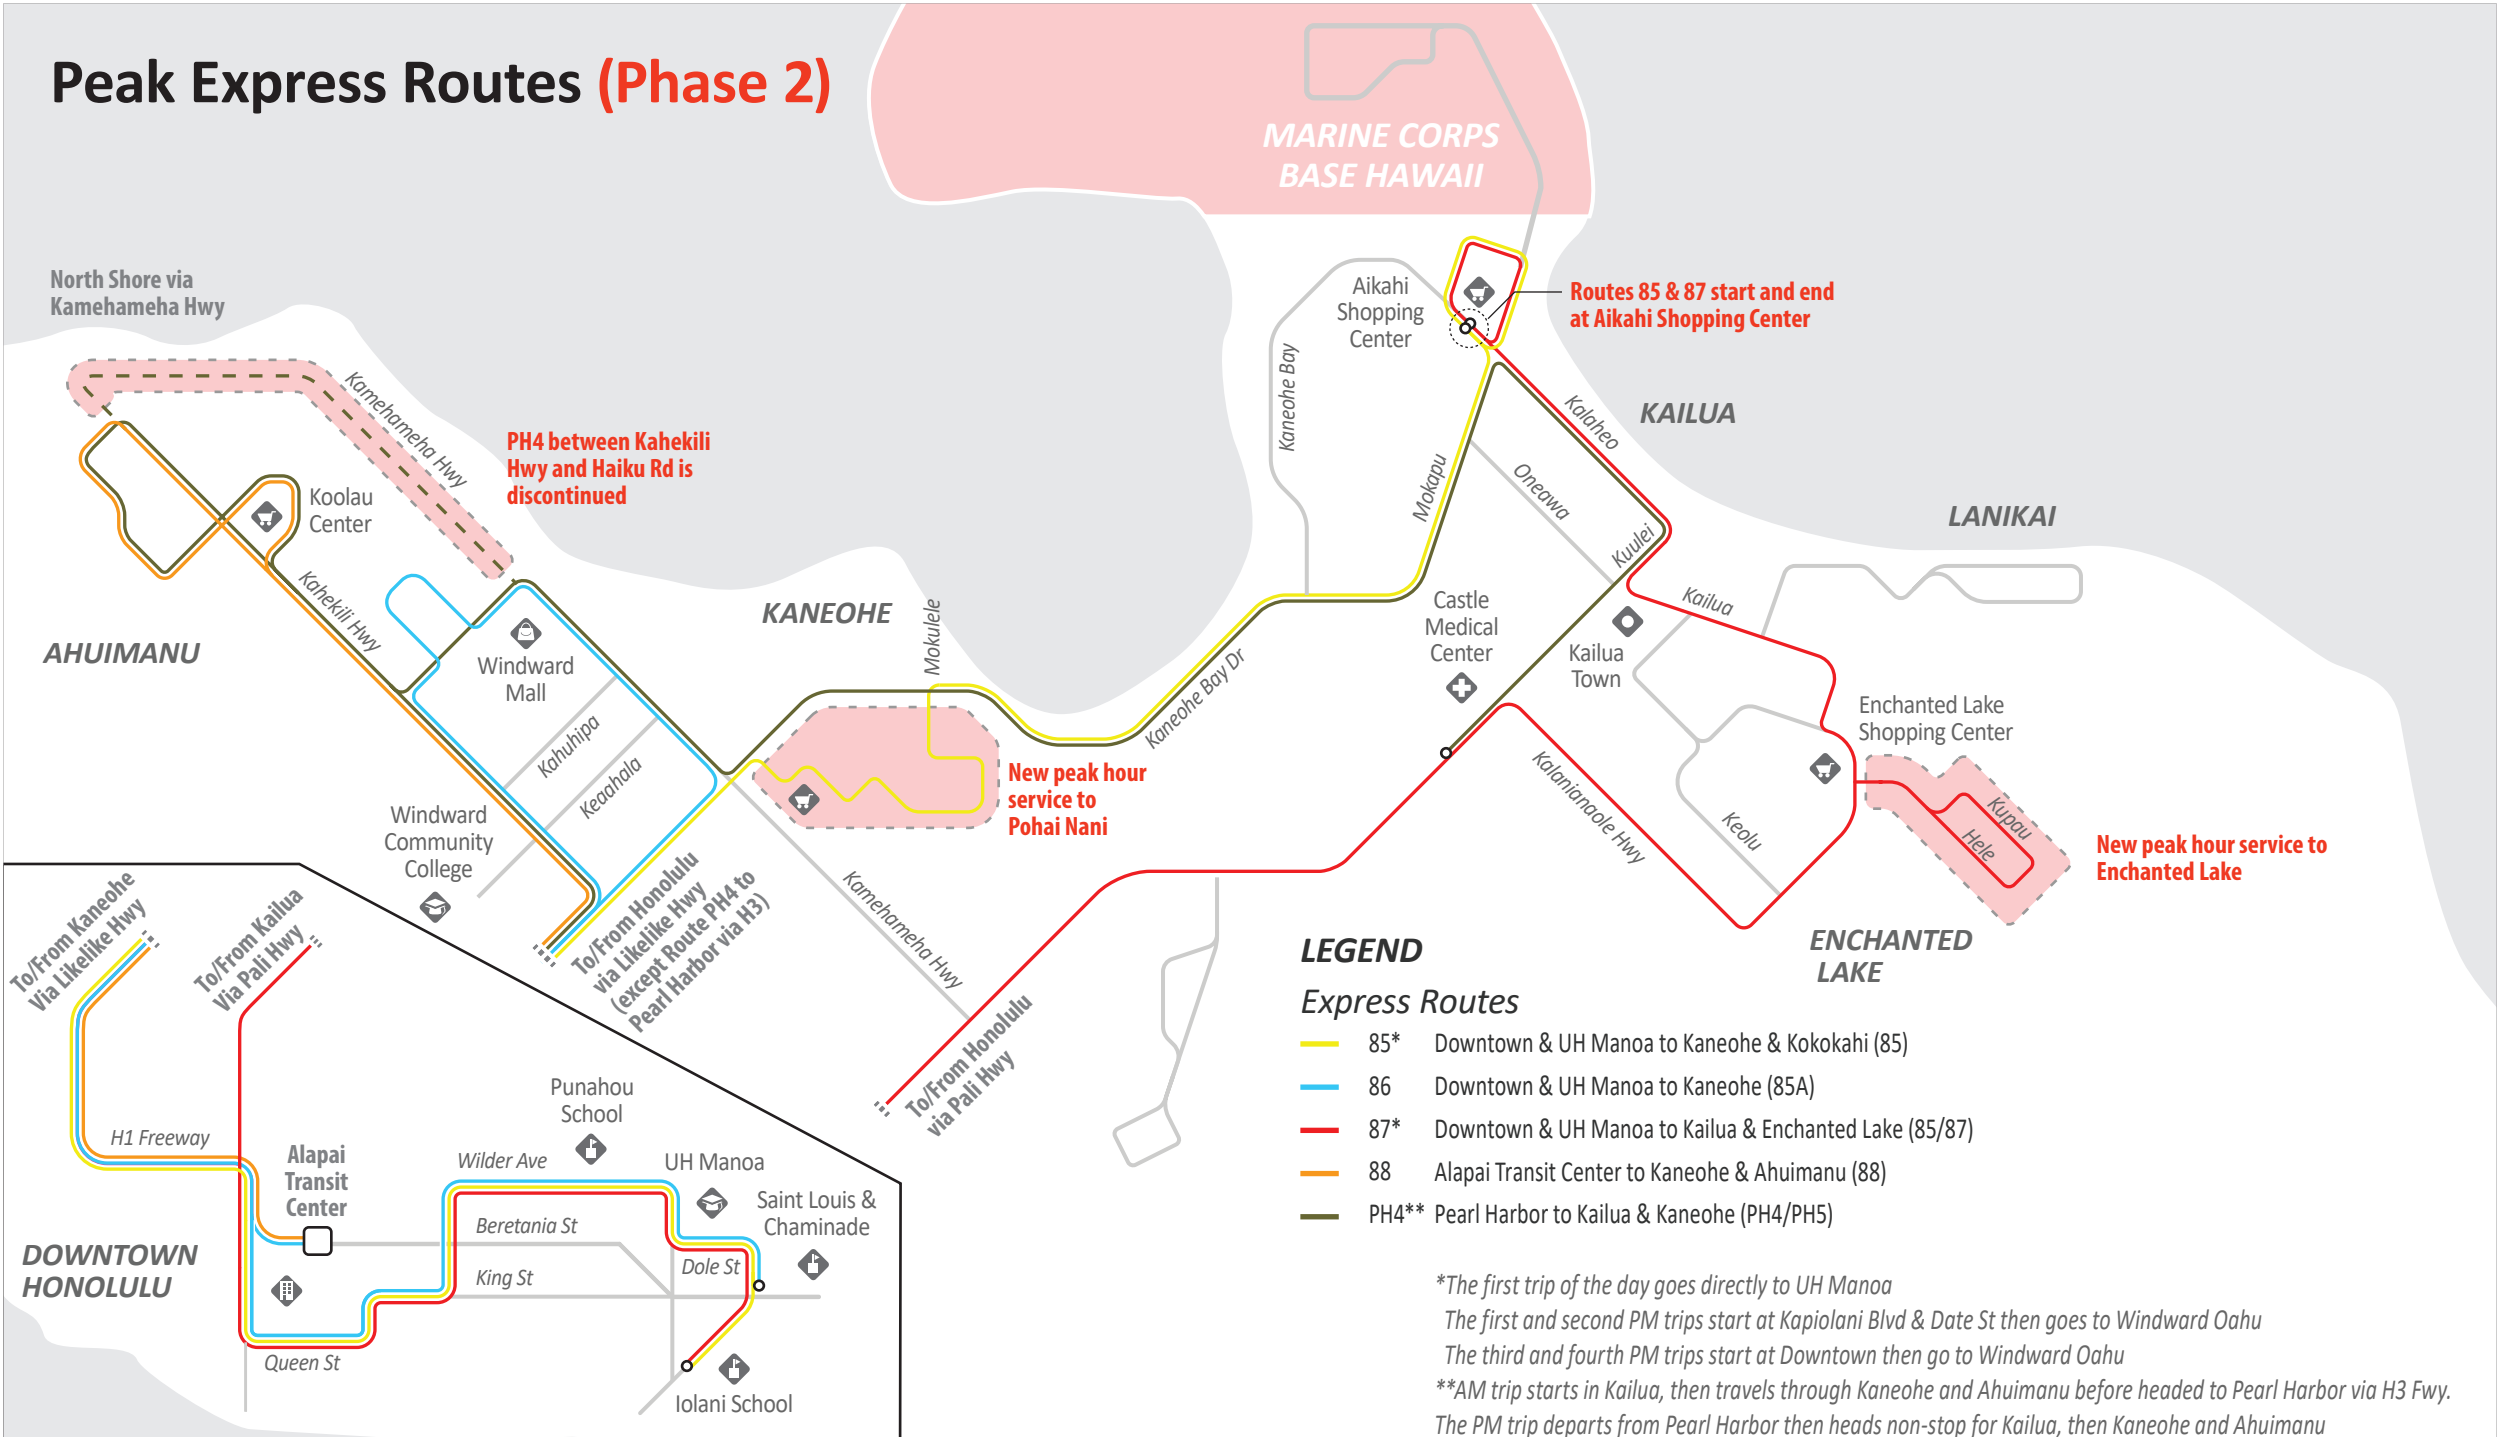 Peak Express Routes (Phase 2)
MARINE CORPS
BASE HAWAII
North Shore via
Kamehameha Hwy
Aikahi
Shopping
Center
Routes 85 & 87 start and end
at Aikahi Shopping Center
Kamehameha Hwy
Kaneohe Bay
Kalaheo
KAILUA
PH4 between Kahekili
Hwy and Haiku Rd is
discontinued
Koolau
Center
Mokapu
Oneawa
Kuulei
LANIKAI
Kahekili Hwy
KANEOHE
Mokulele
Castle
Medical
Center
Kailua
AHUIMANU
Windward
Mall
Kailua
Town
Kaneohe Bay Dr
Enchanted Lake
Shopping Center
Kahuhipa
Keaahala
New peak hour
service to
Pohai Nani
Kalanianaole Hwy
Keolu
Kupau
Hele
New peak hour service to
Enchanted Lake
Windward
Community
College
To/From Honolulu
via Likelike Hwy
(except Route PH4 to
Pearl Harbor via H3)
Kamehameha Hwy
To/From Kaneohe
Via Likelike Hwy
To/From Kailua
Via Pali Hwy
To/From Honolulu
via Pali Hwy
ENCHANTED
LAKE
LEGEND
Express Routes
85* Downtown & UH Manoa to Kaneohe & Kokokahi (85)
86 Downtown & UH Manoa to Kaneohe (85A)
87* Downtown & UH Manoa to Kailua & Enchanted Lake (85/87)
88 Alapai Transit Center to Kaneohe & Ahuimanu (88)
PH4** Pearl Harbor to Kailua & Kaneohe (PH4/PH5)
Punahou
School
H1 Freeway
Alapai
Transit
Center
Wilder Ave
UH Manoa
Saint Louis &
Chaminade
Beretania St
DOWNTOWN
HONOLULU
King St
Dole St
Queen St
Iolani School
*The first trip of the day goes directly to UH Manoa
The first and second PM trips start at Kapiolani Blvd & Date St then goes to Windward Oahu
The third and fourth PM trips start at Downtown then go to Windward Oahu
**AM trip starts in Kailua, then travels through Kaneohe and Ahuimanu before headed to Pearl Harbor via H3 Fwy.
The PM trip departs from Pearl Harbor then heads non-stop for Kailua, then Kaneohe and Ahuimanu